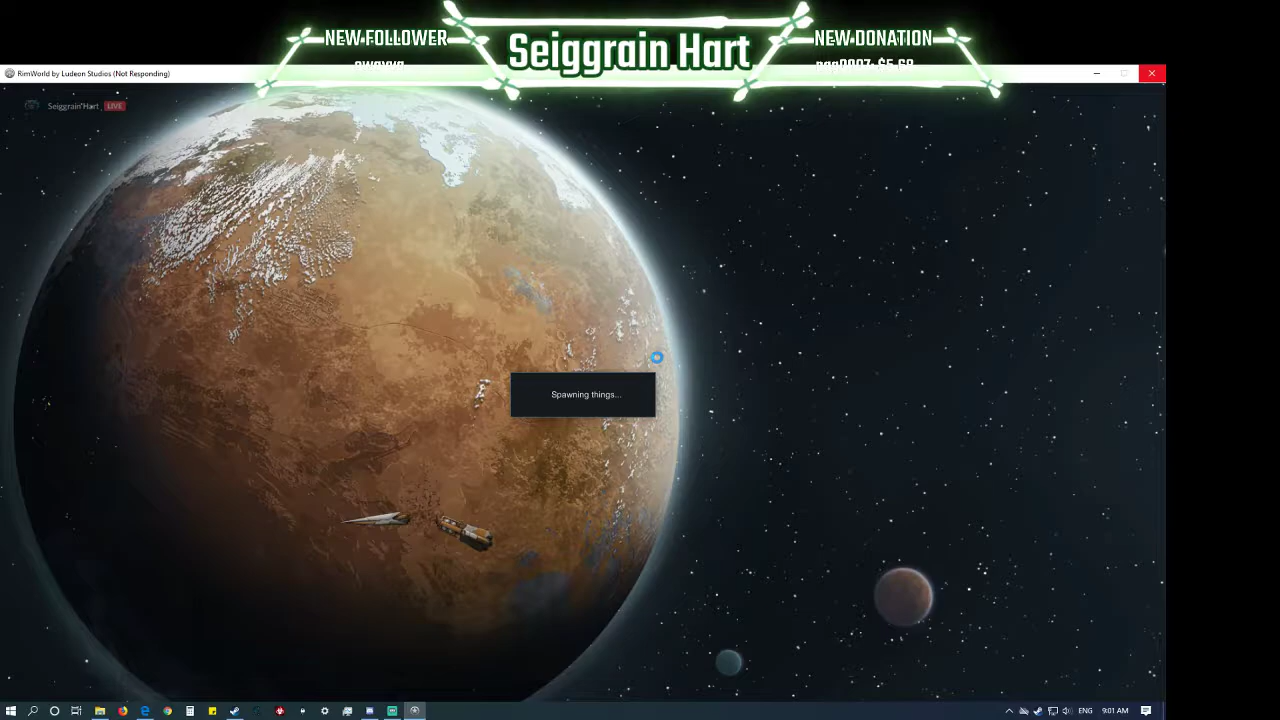 NEW FOLLOWER
Seiggrain Hart
NEW DONATION
RimWorld by Ludeon Studios (Not Responding)
Seiggrain Hart LIVE
Spawning things...
ENG
9:01 AM